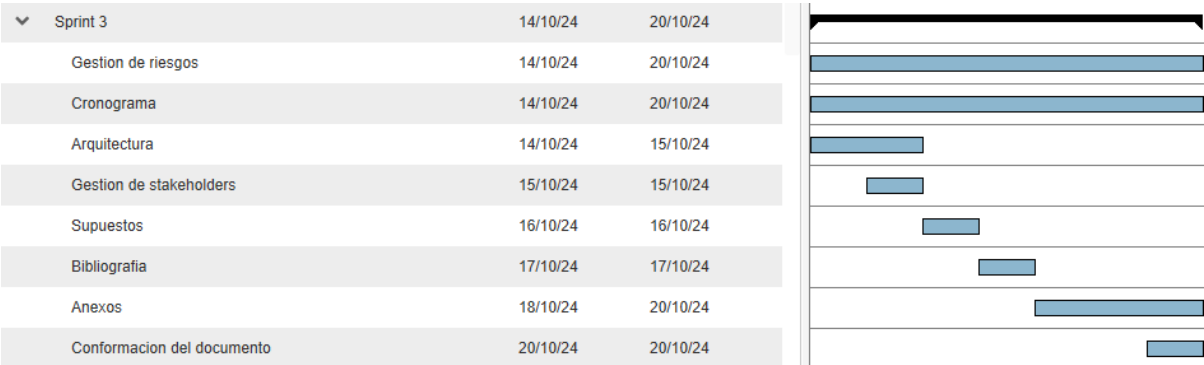 Sprint 3 14/10/24 20/10/24
Gestion de riesgos 14/10/24 20/10/24
Cronograma 14/10/24 20/10/24
Arquitectura 14/10/24 15/10/24
Gestion de stakeholders 15/10/24 15/10/24
Supuestos 16/10/24 16/10/24
Bibliografia 17/10/24 17/10/24
Anexos 18/10/24 20/10/24
Conformacion del documento 20/10/24 20/10/24